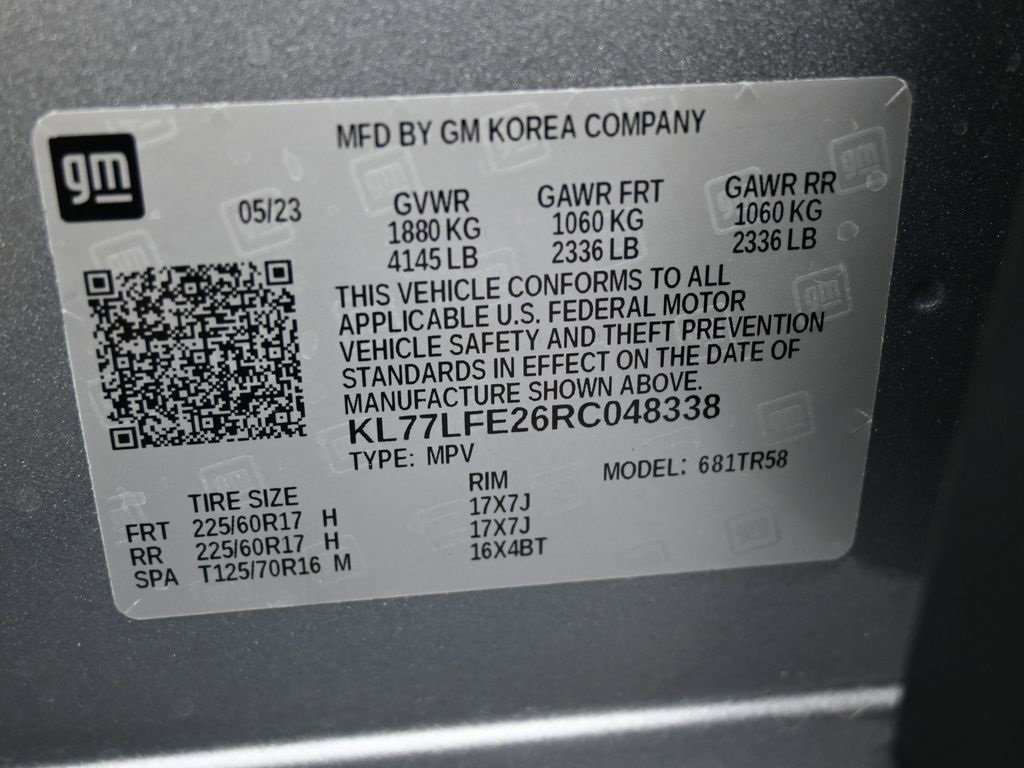 gm
MFD BY GM KOREA COMPANY
05/23
GVWR GAWR FRT GAWR RR
1880 KG 1060 KG 1060 KG
4145 LB 2336 LB 2336 LB
THIS VEHICLE CONFORMS TO ALL
APPLICABLE U.S. FEDERAL MOTOR
VEHICLE SAFETY AND THEFT PREVENTION
STANDARDS IN EFFECT ON THE DATE OF
MANUFACTURE SHOWN ABOVE.
KL77LFE26RC048338
TYPE: MPV MODEL: 681TR58
TIRE SIZE RIM
FRT 225/60R17 H 17X7J
RR 225/60R17 H 17X7J
SPA T125/70R16 M 16X4BT